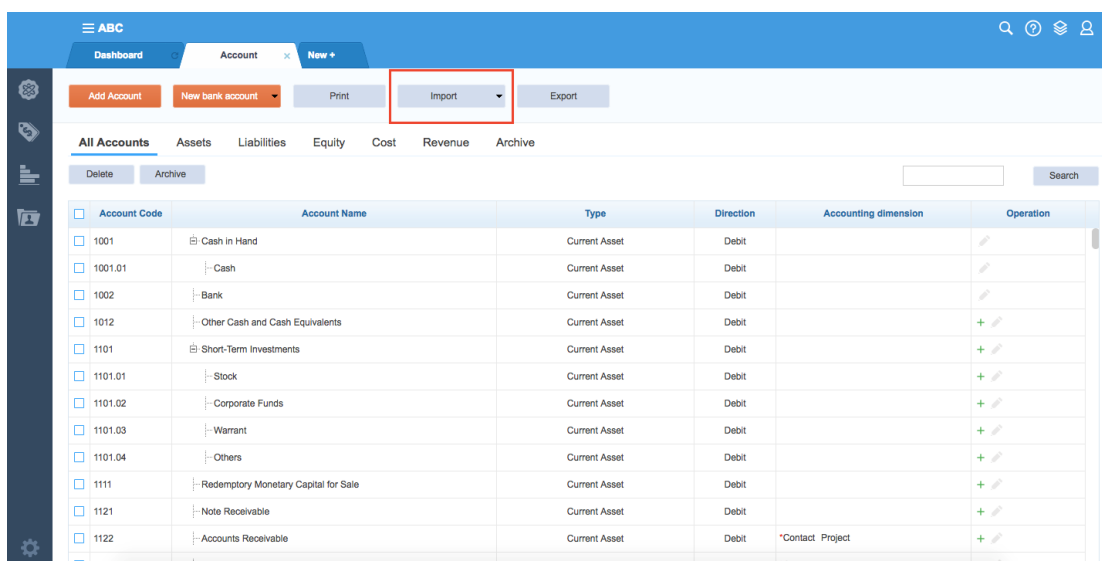 ABC
Dashboard Account × New +
Add Account New bank account Print Import Export
All Accounts Assets Liabilities Equity Cost Revenue Archive
Delete Archive Search
Account Code Account Name Type Direction Accounting dimension Operation
1001 Cash in Hand Current Asset Debit
1001.01 Cash Current Asset Debit
1002 Bank Current Asset Debit
1012 Other Cash and Cash Equivalents Current Asset Debit +
1101 Short-Term Investments Current Asset Debit +
1101.01 Stock Current Asset Debit +
1101.02 Corporate Funds Current Asset Debit +
1101.03 Warrant Current Asset Debit +
1101.04 Others Current Asset Debit +
1111 Redemptory Monetary Capital for Sale Current Asset Debit +
1121 Note Receivable Current Asset Debit +
1122 Accounts Receivable Current Asset Debit *Contact Project +